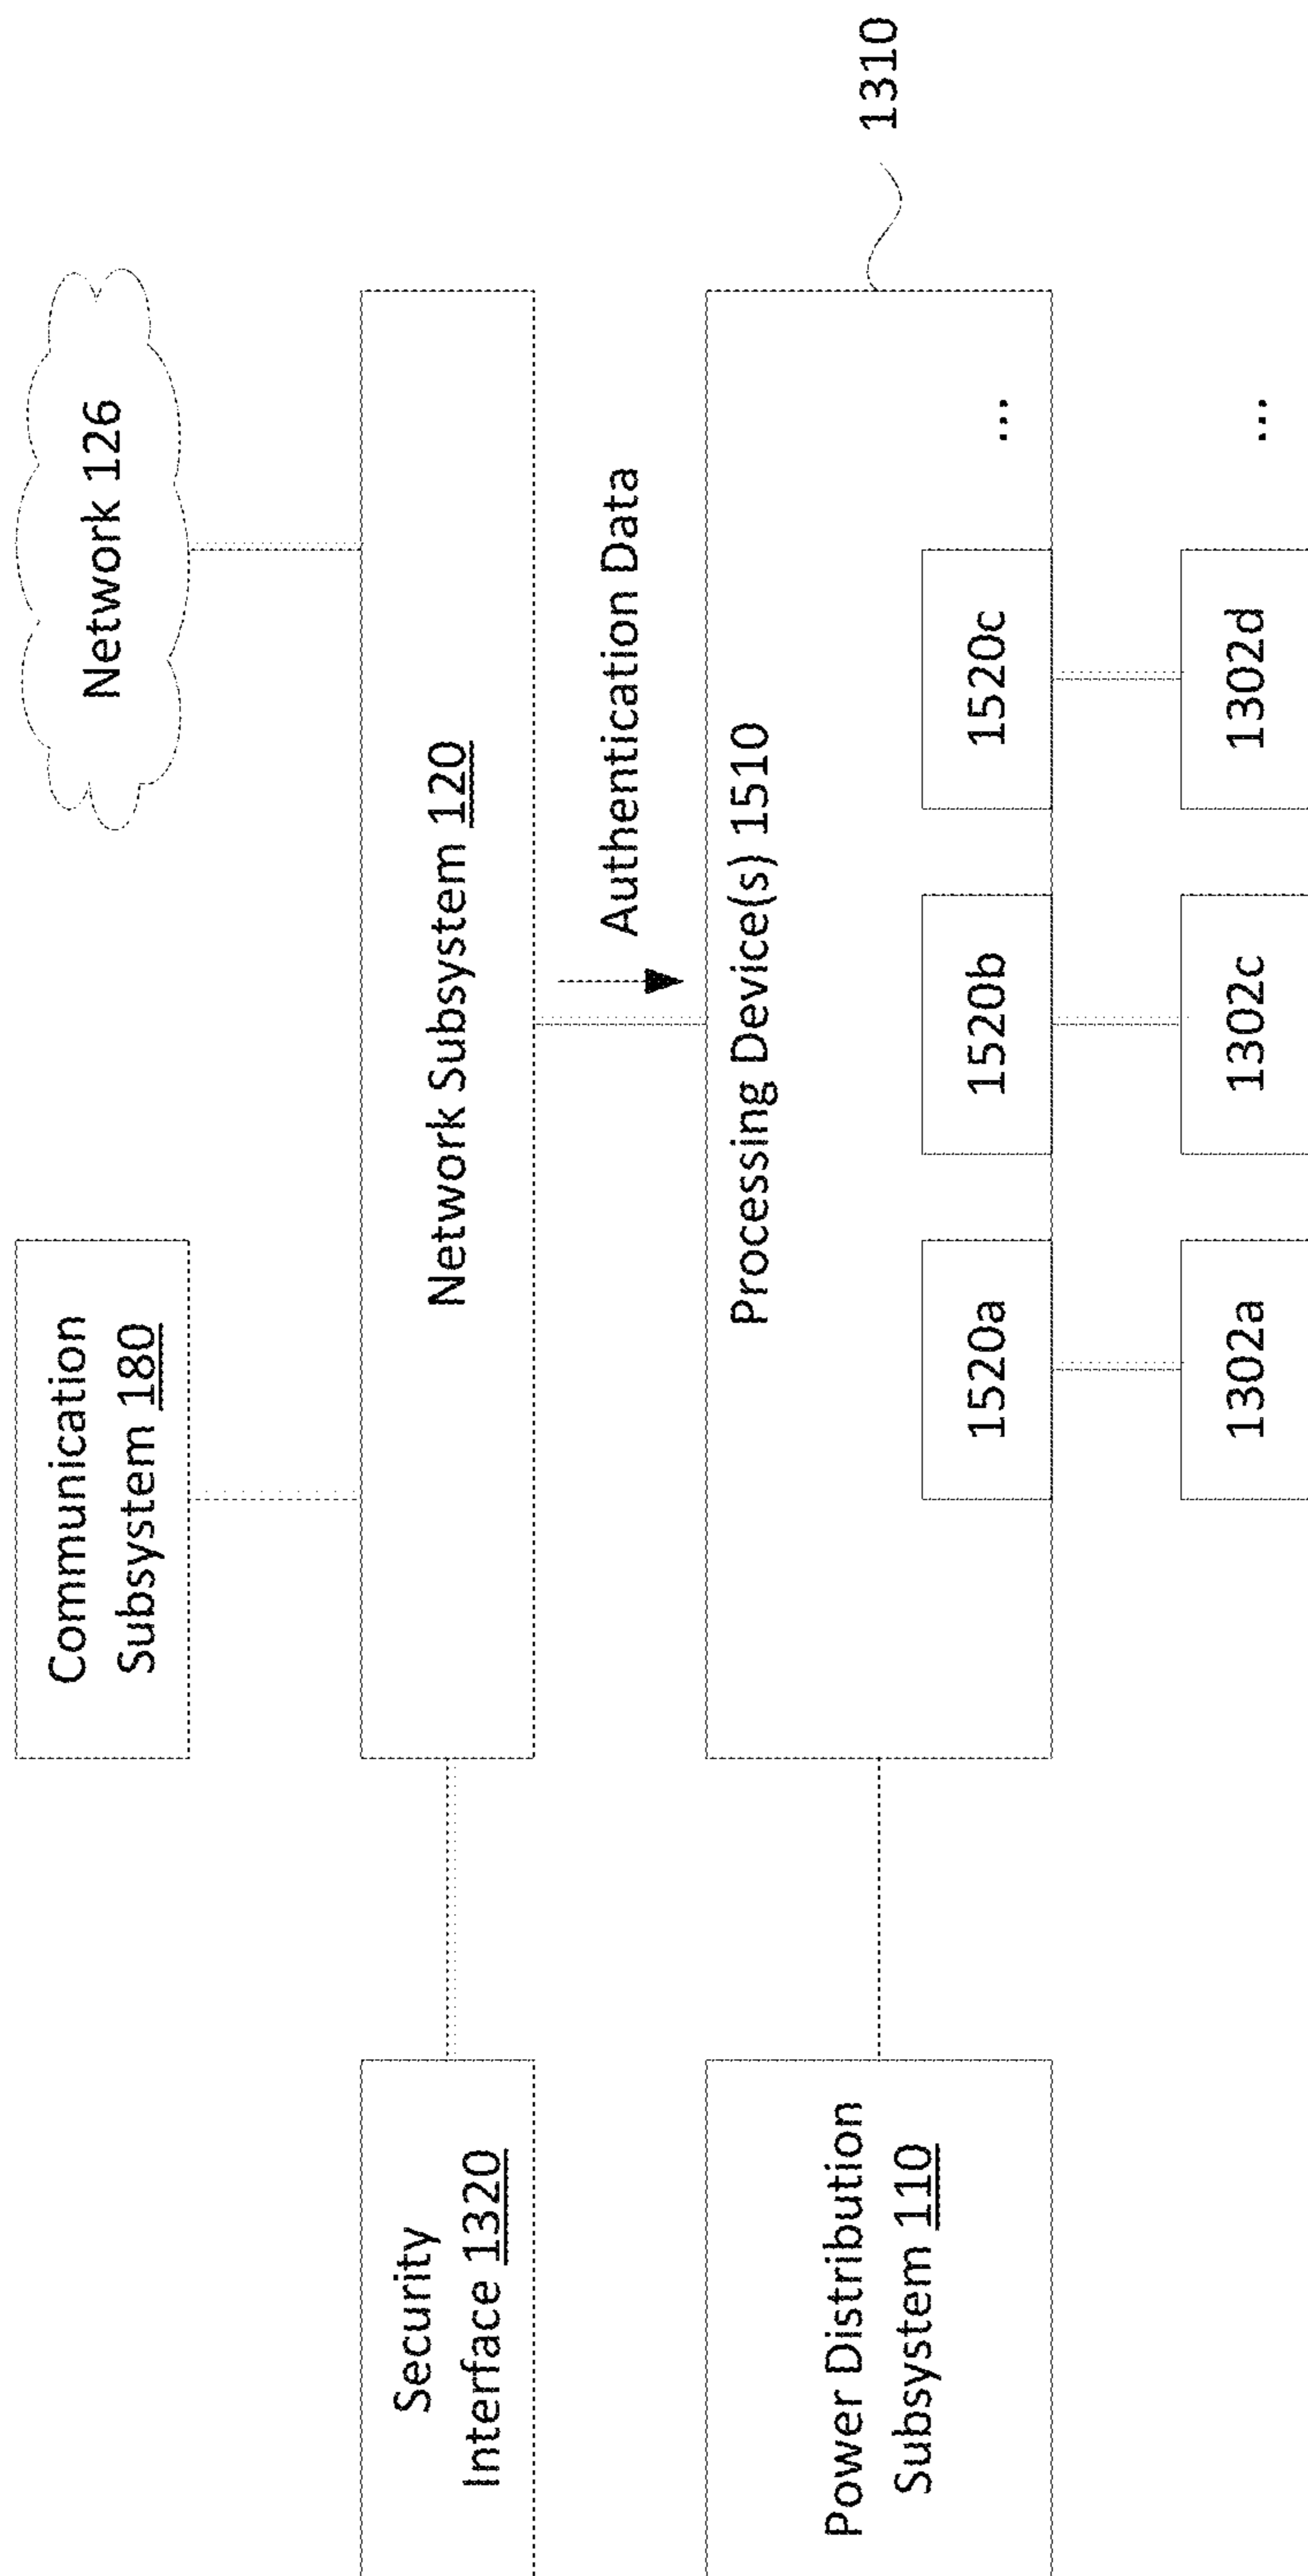 Communication
Subsystem 180
Network 126
Security
Interface 1320
Network Subsystem 120
Authentication Data
1310
Power Distribution
Subsystem 110
Processing Device(s) 1510
1520a
1520b
1520c
...
1302a
1302c
1302d
...